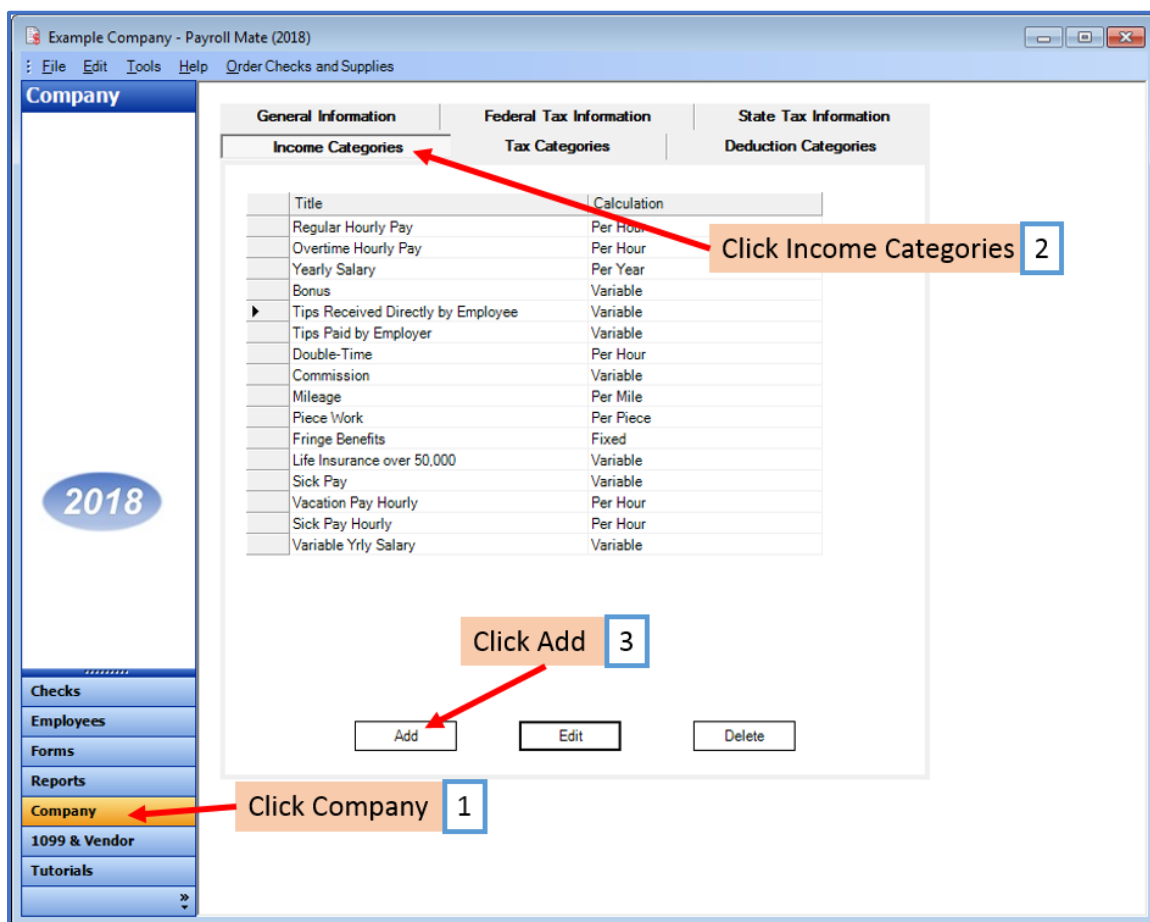 Example Company - Payroll Mate (2018)
File Edit Tools Help Order Checks and Supplies
Company
General Information Federal Tax Information State Tax Information
Income Categories Tax Categories Deduction Categories
Title Calculation
Regular Hourly Pay Per Hour
Overtime Hourly Pay Per Hour
Yearly Salary Per Year
Bonus Variable
Tips Received Directly by Employee Variable
Tips Paid by Employer Variable
Double-Time Per Hour
Commission Variable
Mileage Per Mile
Piece Work Per Piece
Fringe Benefits Fixed
Life Insurance over 50,000 Variable
Sick Pay Variable
Vacation Pay Hourly Per Hour
Sick Pay Hourly Per Hour
Variable Yrly Salary Variable
Click Income Categories 2
2018
Click Add 3
Add Edit Delete
Checks
Employees
Forms
Reports
Company
Click Company 1
1099 & Vendor
Tutorials